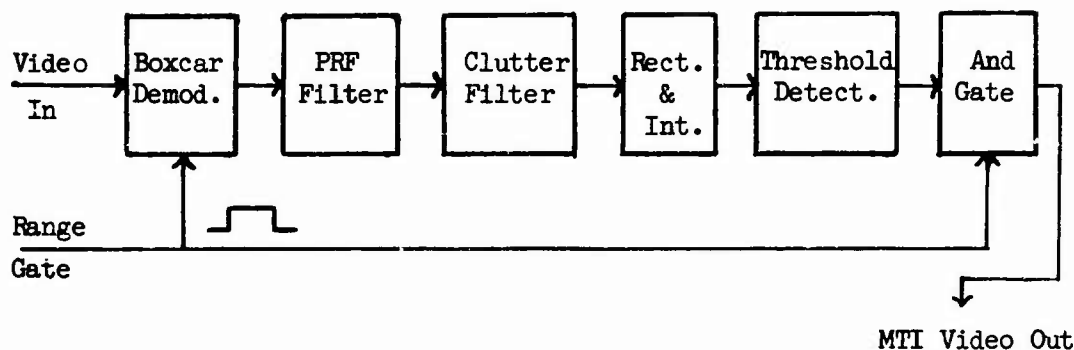 Video
In
Boxcar
Demod.
PRF
Filter
Clutter
Filter
Rect.
&
Int.
Threshold
Detect.
And
Gate
Range
Gate
MTI Video Out